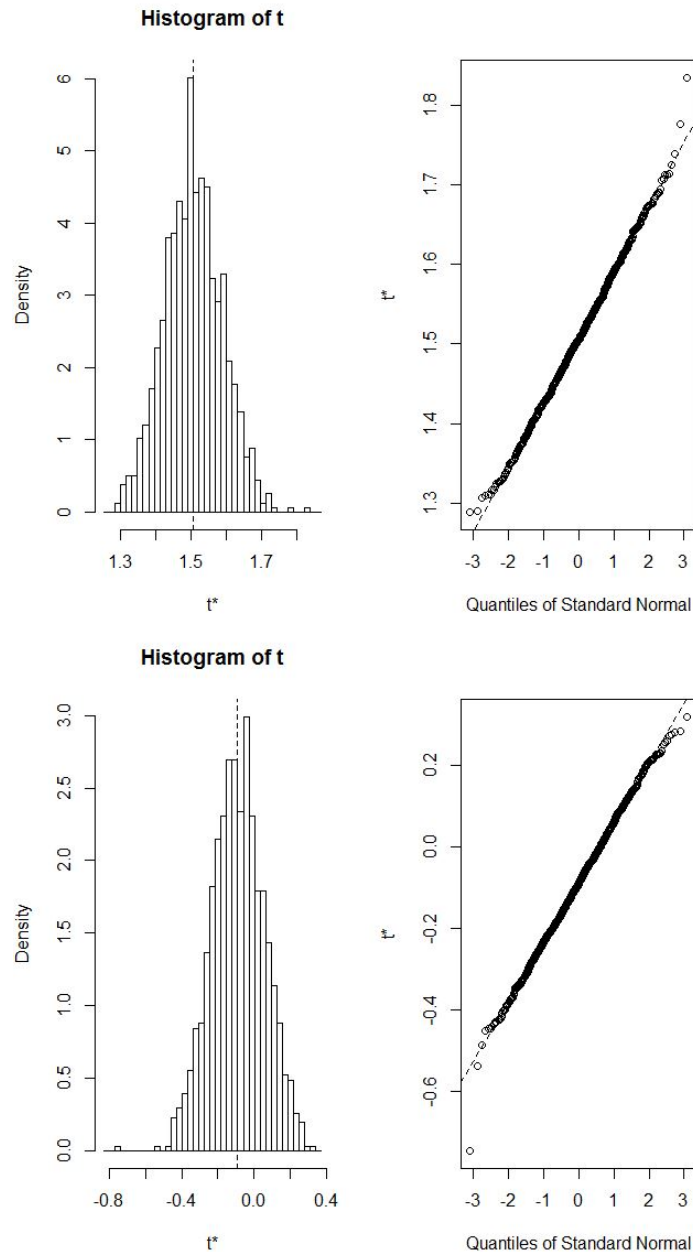 Histogram of t
Density
0 1 2 3 4 5 6
1.3 1.5 1.7
t*
t*
1.3 1.4 1.5 1.6 1.7 1.8
-3 -2 -1 0 1 2 3
Quantiles of Standard Normal
Histogram of t
Density
0.0 0.5 1.0 1.5 2.0 2.5 3.0
-0.8 -0.4 0.0 0.4
t*
t*
-0.6 -0.4 -0.2 0.0 0.2
-3 -2 -1 0 1 2 3
Quantiles of Standard Normal